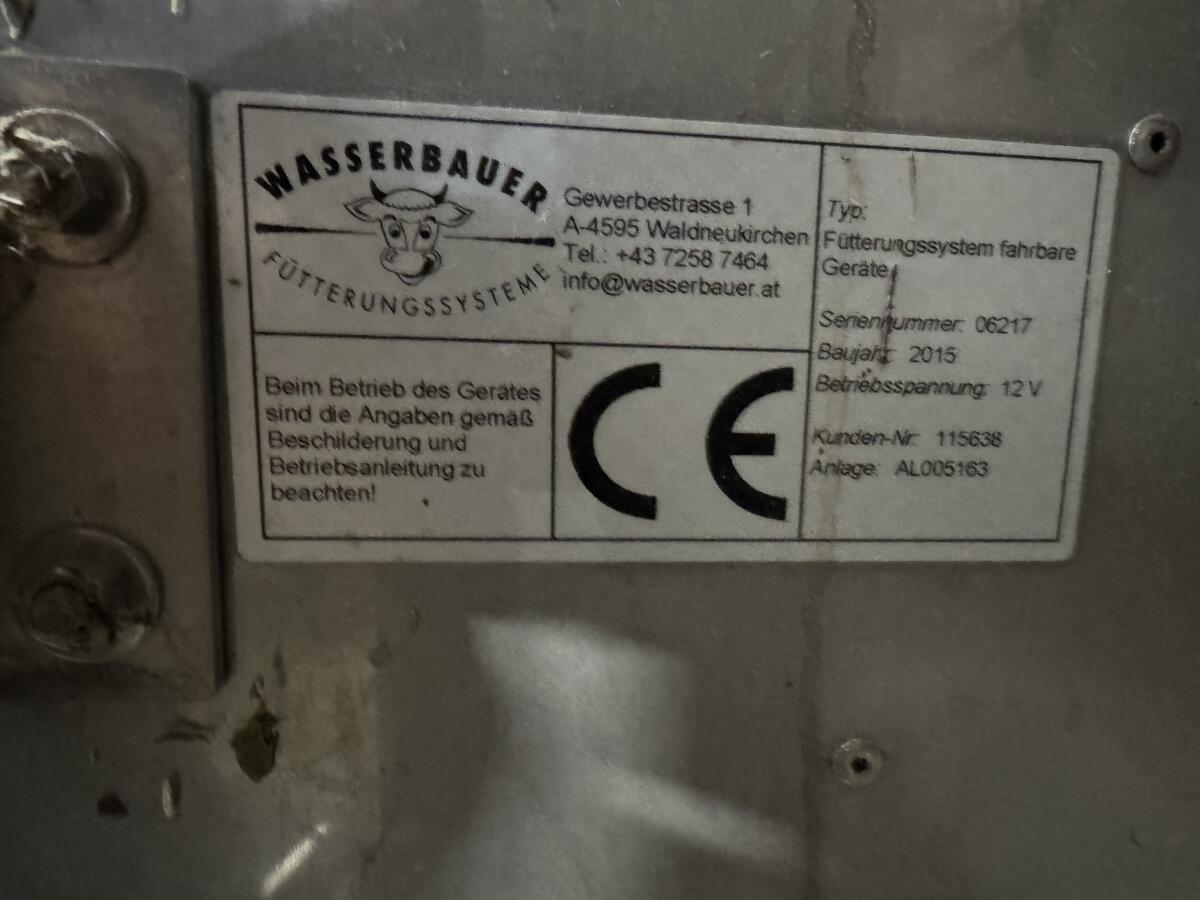 WASSERBAUER
FÜTTERUNGSSYSTEME
Gewerbestrasse 1
A-4595 Waldneukirchen
Tel.: +43 7258 7464
info@wasserbauer.at
Beim Betrieb des Gerätes
sind die Angaben gemäß
Beschilderung und
Betriebsanleitung zu
beachten!
CE
Typ:
Fütterungssystem fahrbare
Geräte
Seriennummer: 06217
Baujahr: 2015
Betriebsspannung: 12 V
Kunden-Nr: 115638
Anlage: AL005163